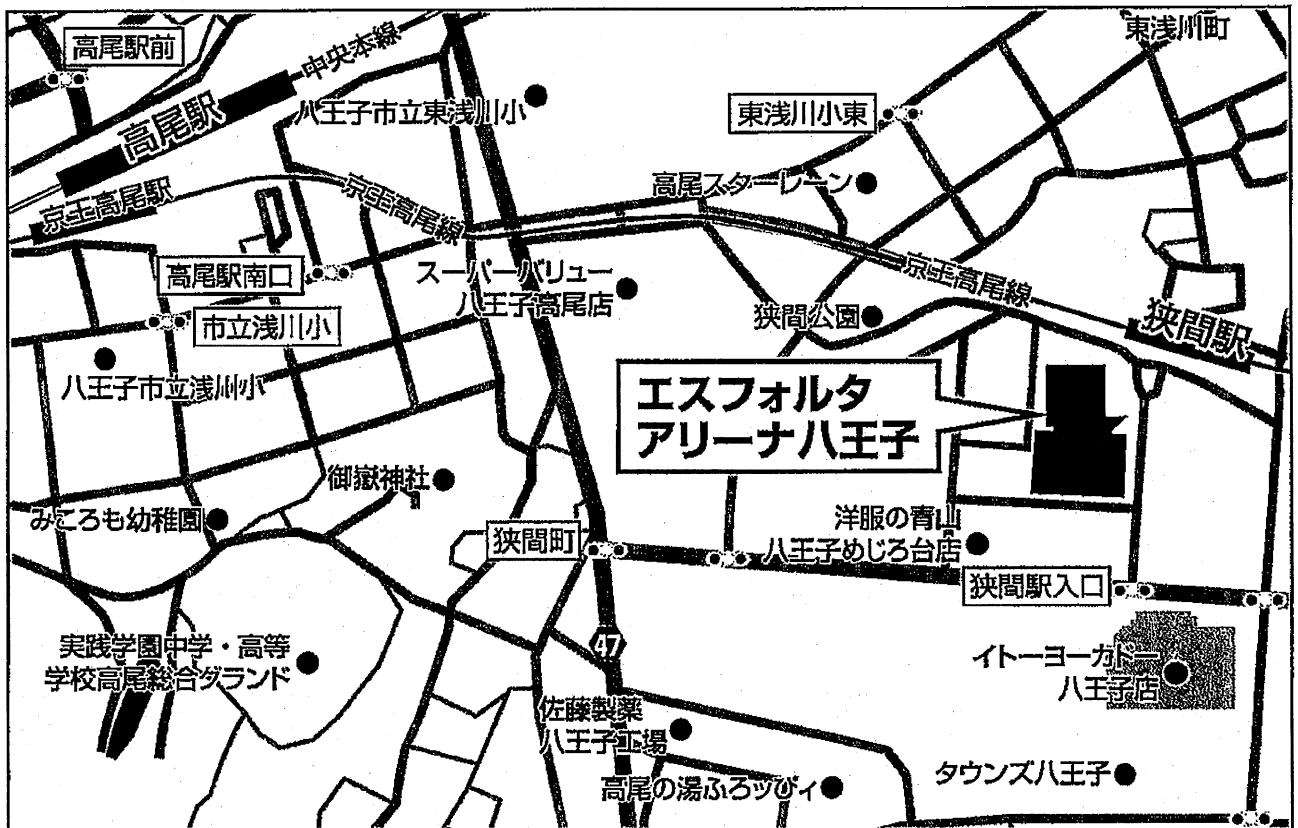 高尾駅前
中央本線
東浅川町
高尾駅
八王子市立東浅川小
東浅川小東
京王高尾駅
京王高尾線
高尾スターレーン
高尾駅南口
スーパーバリュー
八王子高尾店
京王高尾線
市立浅川小
狭間公園
狭間駅
八王子市立浅川小
エスフォルタ
アリーナ八王子
御嶽神社
みころも幼稚園
狭間町
洋服の青山
八王子めじろ台店
狭間駅入口
47
実践学園中学・高等
学校高尾総合グランド
イトーヨーカドー
八王子店
佐藤製薬
八王子工場
高尾の湯ふろッぴィ
タウンズ八王子